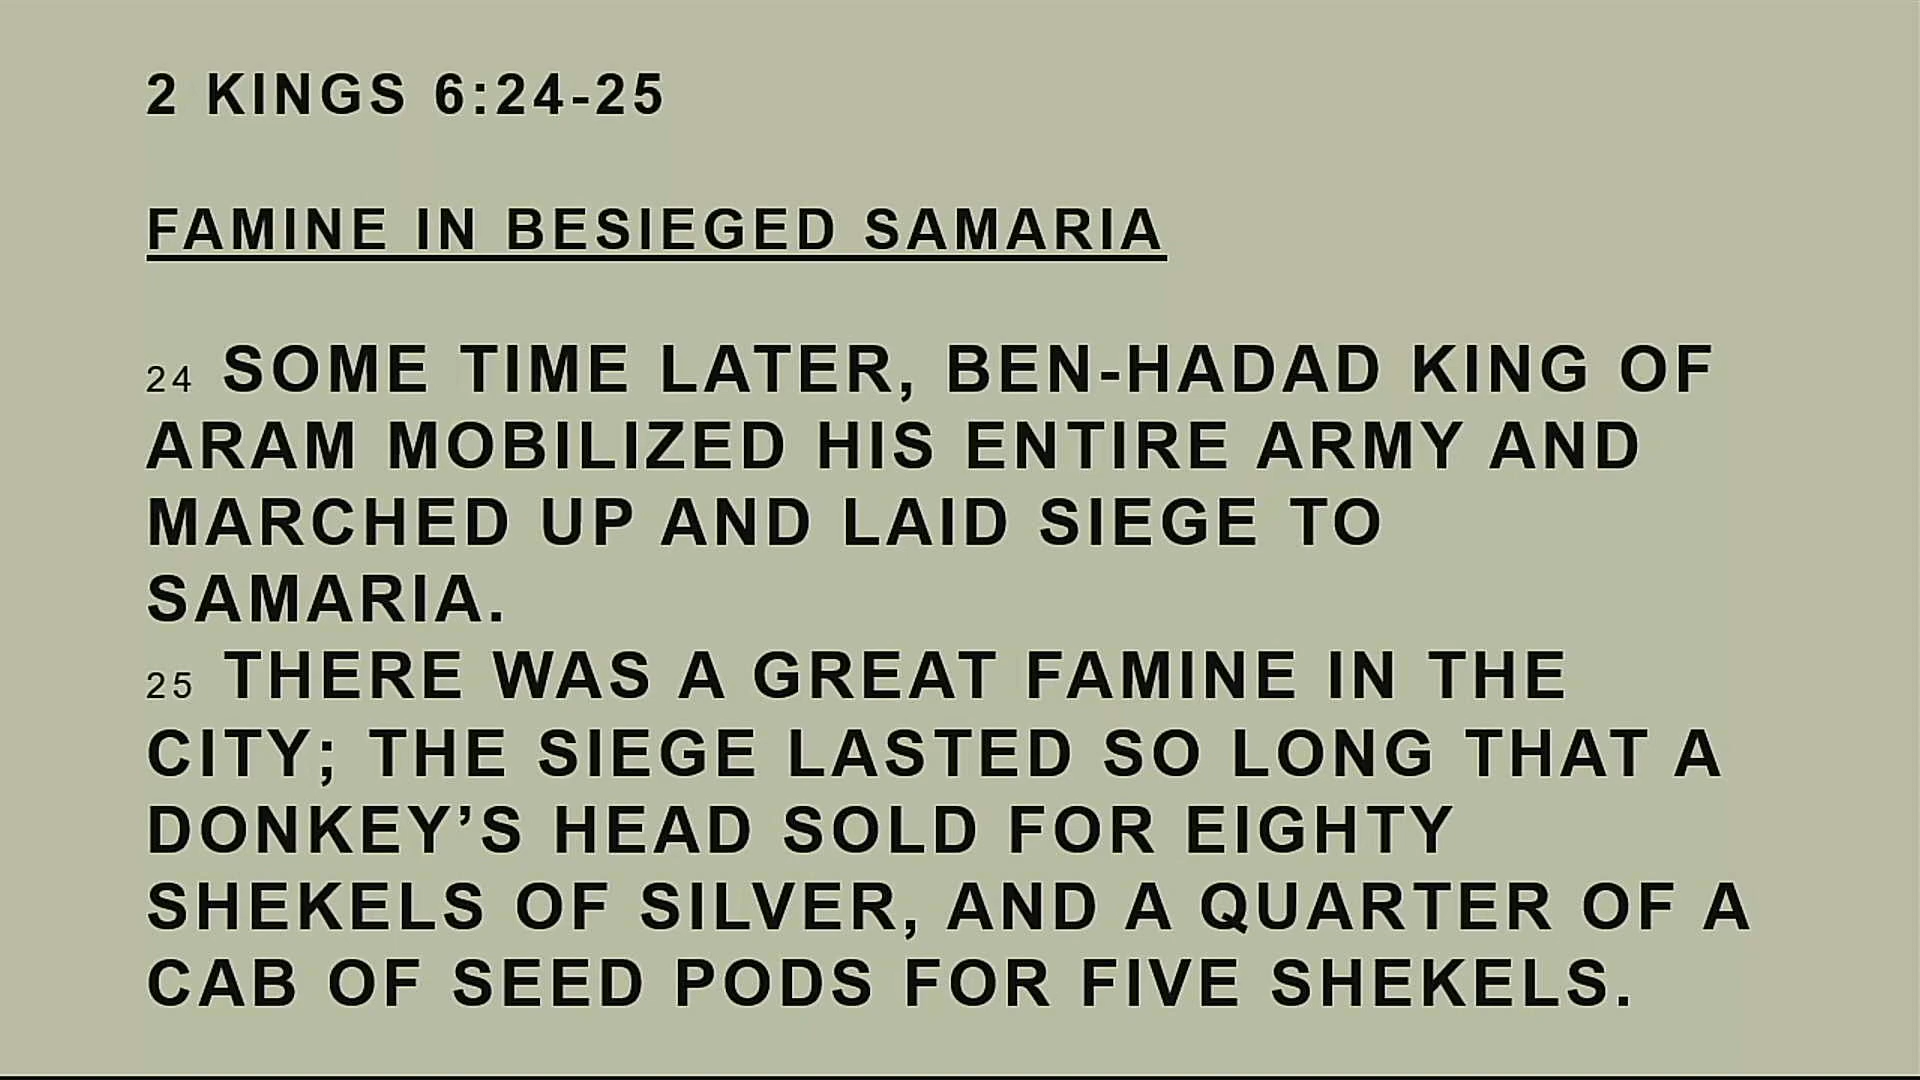 2 KINGS 6:24-25
FAMINE IN BESIEGED SAMARIA
24 SOME TIME LATER, BEN-HADAD KING OF
ARAM MOBILIZED HIS ENTIRE ARMY AND
MARCHED UP AND LAID SIEGE TO
SAMARIA.
25 THERE WAS A GREAT FAMINE IN THE
CITY; THE SIEGE LASTED SO LONG THAT A
DONKEY’S HEAD SOLD FOR EIGHTY
SHEKELS OF SILVER, AND A QUARTER OF A
CAB OF SEED PODS FOR FIVE SHEKELS.